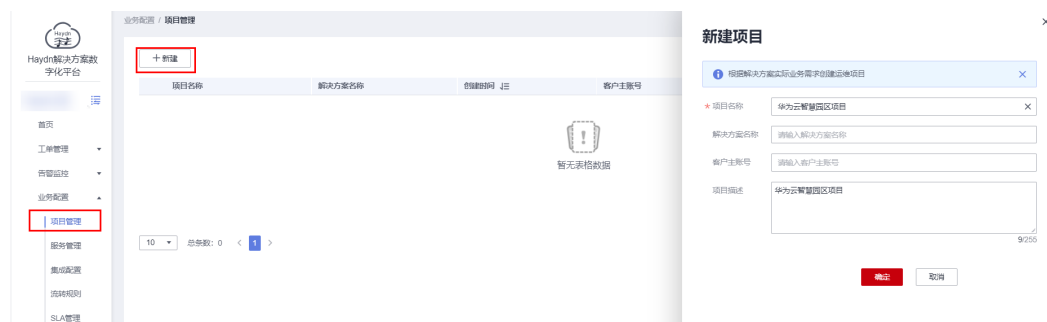 Haydn
解决方案
Haydn解决方案数
字化平台
首页
工单管理
告警监控
业务配置
项目管理
服务管理
集成配置
流转规则
SLA管理
业务配置 / 项目管理
+ 新建
项目名称 解决方案名称 创建时间 客户主账号
暂无表格数据
10 总条数: 0 < 1 >
新建项目
根据解决方案实际业务需求创建运维项目
* 项目名称 华为云智慧园区项目
解决方案名称 请输入解决方案名称
客户主账号 请输入客户主账号
项目描述 华为云智慧园区项目
9/255
确定 取消